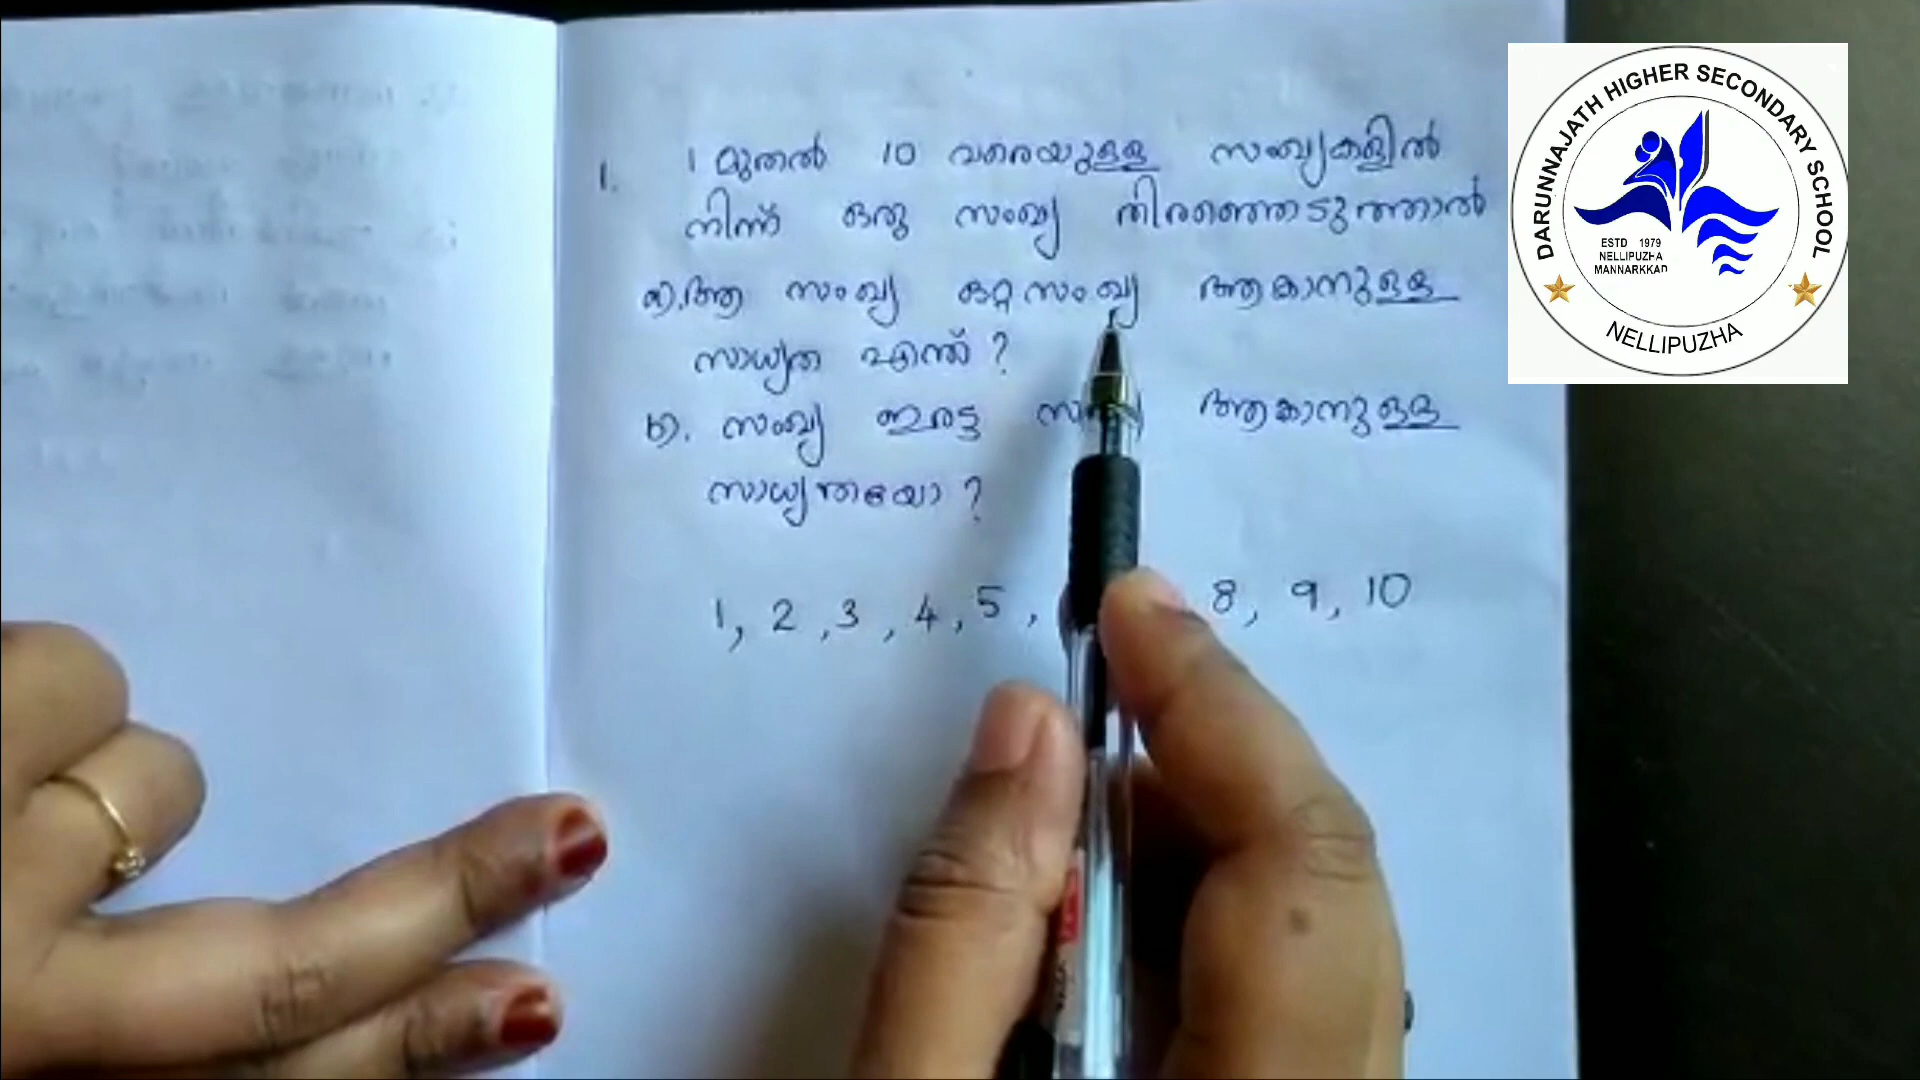 1. 1 മുതൽ 10 വരെയുള്ള സംഖ്യകളിൽ
നിന്ന് ഒരു സംഖ്യ തിരഞ്ഞെടുത്താൽ
a). ആ സംഖ്യ ഒറ്റസംഖ്യ ആകാനുള്ള
സാധ്യത എന്ത് ?
b). സംഖ്യ ഇരട്ട ആകാനുള്ള
സാധ്യതയോ ?
1, 2, 3, 4, 5, 8, 9, 10
DARUNNAJATH HIGHER SECONDARY SCHOOL
ESTD 1979
NELLIPUZHA
MANNARKKAD
NELLIPUZHA